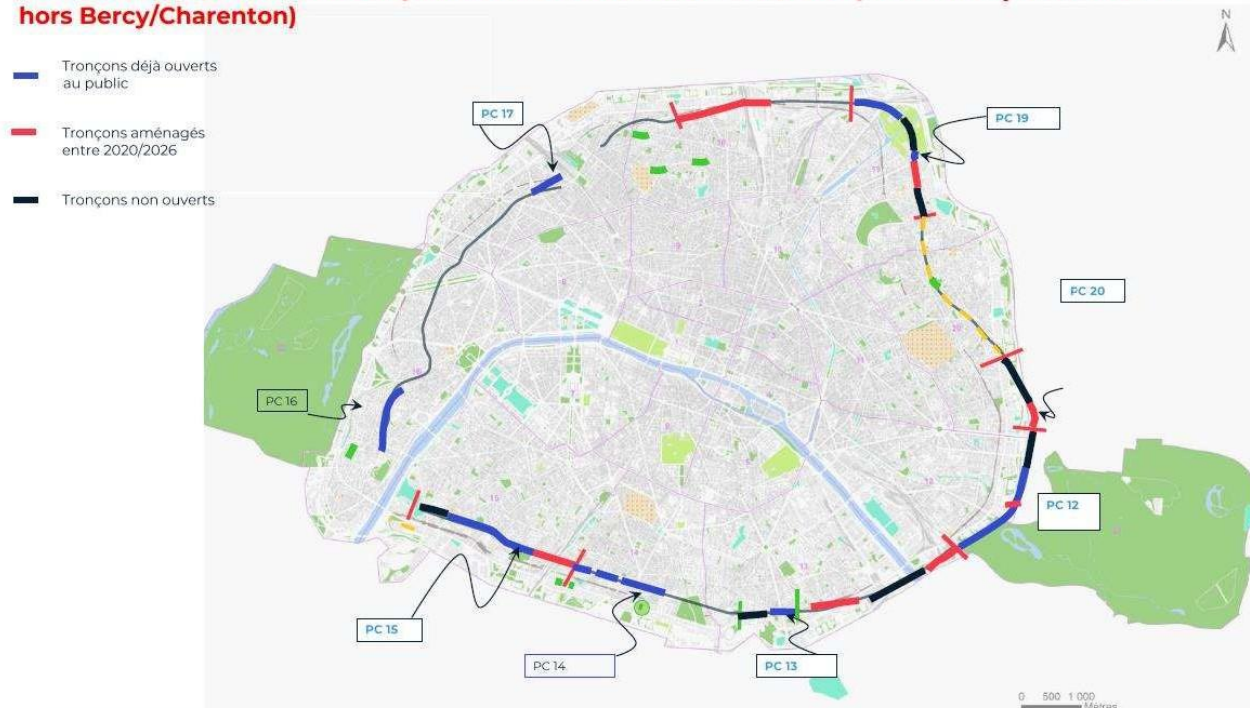 hors Bercy/Charenton)
Tronçons déjà ouverts
au public
Tronçons aménagés
entre 2020/2026
Tronçons non ouverts
N
PC 17
PC 19
PC 20
PC 16
PC 12
PC 15
PC 14
PC 13
0 500 1 000
Mètres